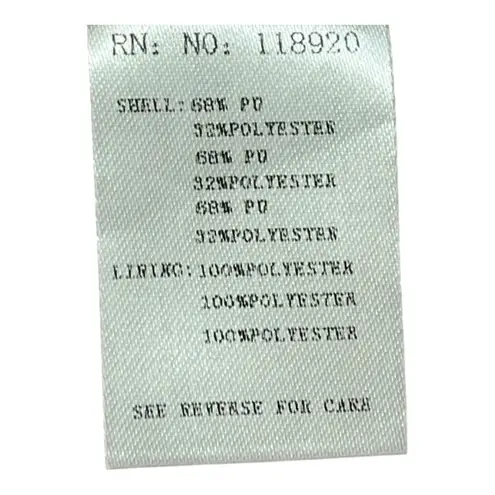 RN: NO: 118920
SHELL: 68% PU
32%POLYESTER
68% PU
32%POLYESTER
68% PU
32%POLYESTER
LINING: 100%POLYESTER
100%POLYESTER
100%POLYESTER
SEE REVERSE FOR CARE